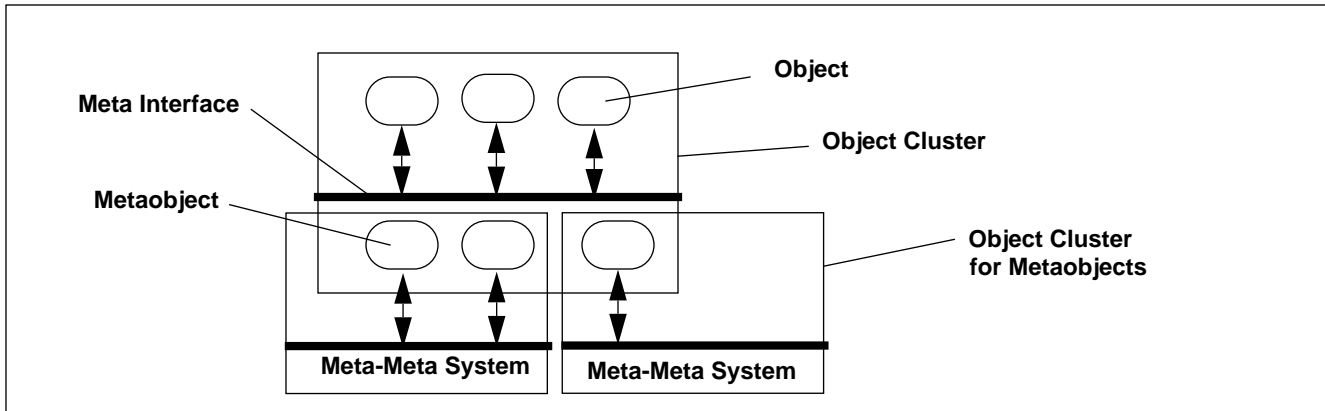 Object
Meta Interface
Object Cluster
Metaobject
Object Cluster
for Metaobjects
Meta-Meta System
Meta-Meta System